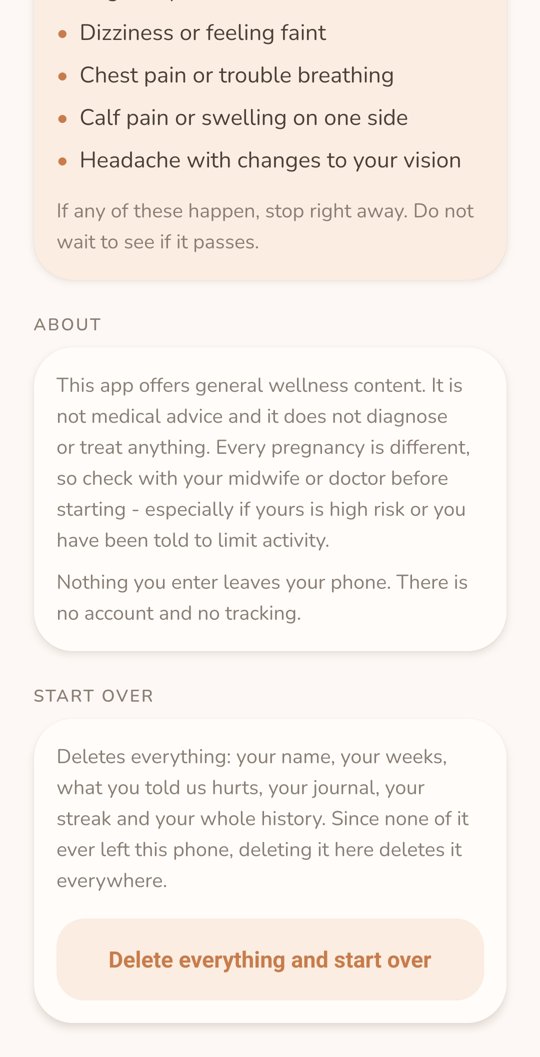 Dizziness or feeling faint
Chest pain or trouble breathing
Calf pain or swelling on one side
Headache with changes to your vision
If any of these happen, stop right away. Do not
wait to see if it passes.
ABOUT
This app offers general wellness content. It is
not medical advice and it does not diagnose
or treat anything. Every pregnancy is different,
so check with your midwife or doctor before
starting - especially if yours is high risk or you
have been told to limit activity.
Nothing you enter leaves your phone. There is
no account and no tracking.
START OVER
Deletes everything: your name, your weeks,
what you told us hurts, your journal, your
streak and your whole history. Since none of it
ever left this phone, deleting it here deletes it
everywhere.
Delete everything and start over